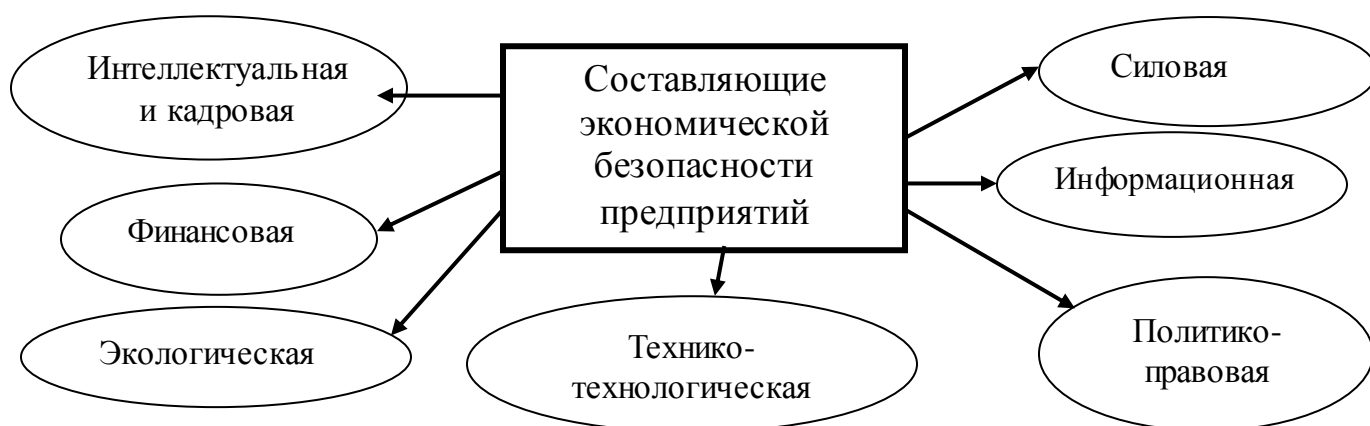 Составляющие
экономической
безопасности
предприятий
Интеллектуальная
и кадровая
Финансовая
Экологическая
Технико-
технологическая
Силовая
Информационная
Политико-
правовая